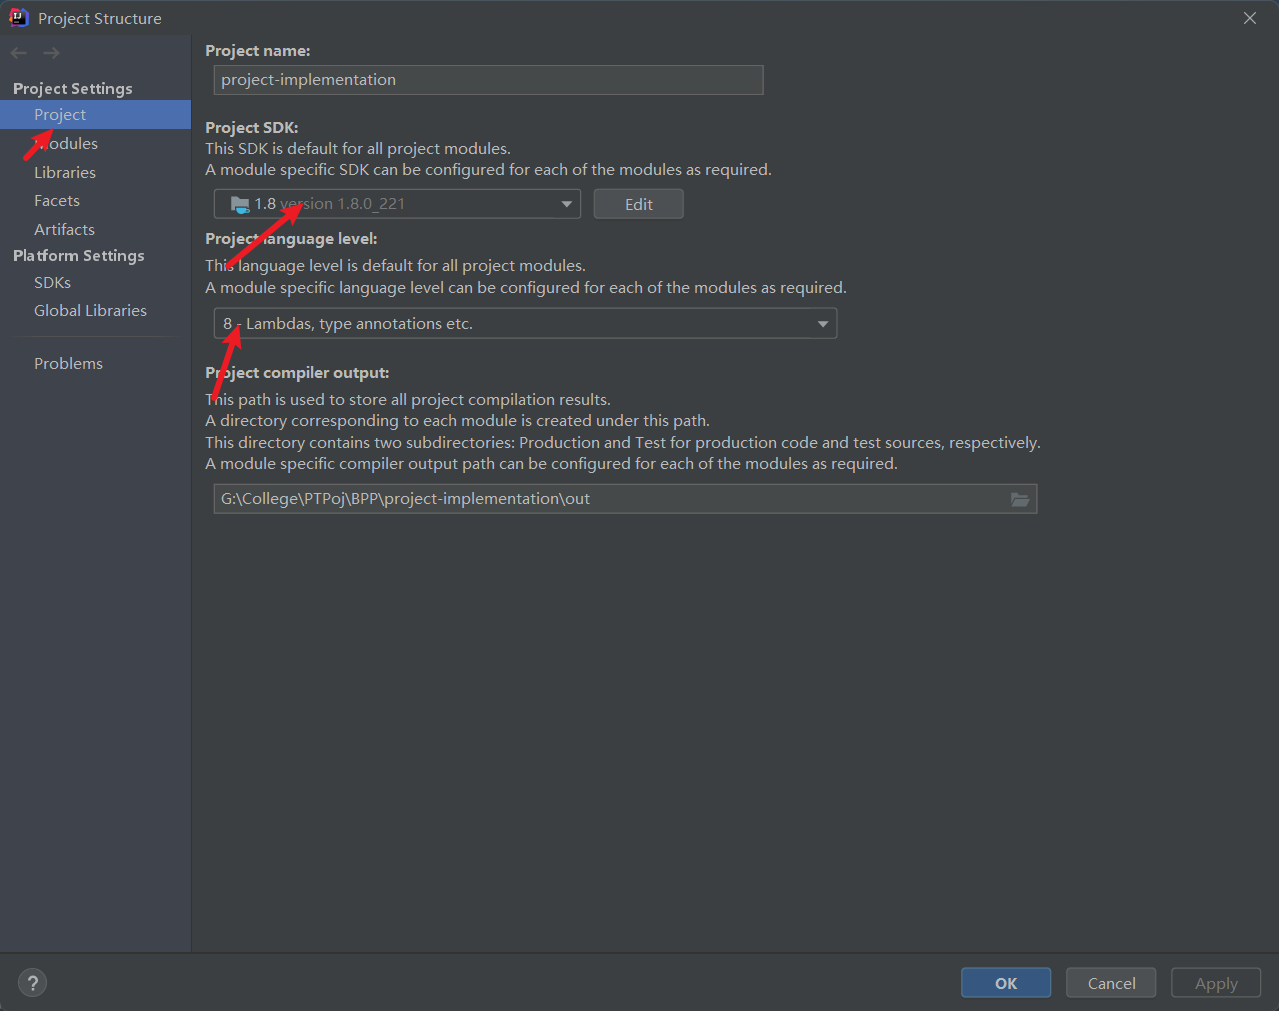 Project Structure
Project Settings
Project
Modules
Libraries
Facets
Artifacts
Platform Settings
SDKs
Global Libraries
Problems
Project name:
project-implementation
Project SDK:
This SDK is default for all project modules.
A module specific SDK can be configured for each of the modules as required.
1.8 version 1.8.0_221
Edit
Project language level:
This language level is default for all project modules.
A module specific language level can be configured for each of the modules as required.
8 - Lambdas, type annotations etc.
Project compiler output:
This path is used to store all project compilation results.
A directory corresponding to each module is created under this path.
This directory contains two subdirectories: Production and Test for production code and test sources, respectively.
A module specific compiler output path can be configured for each of the modules as required.
G:\College\PTPoj\BPP\project-implementation\out
?
OK
Cancel
Apply